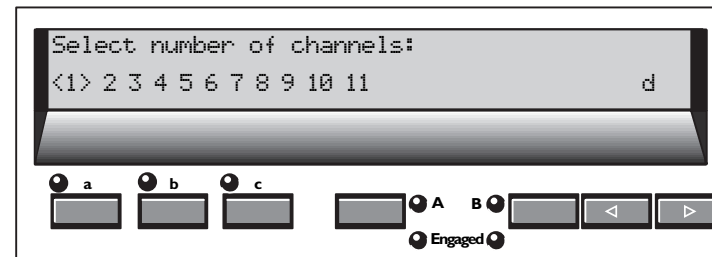 Select number of channels:
<1> 2 3 4 5 6 7 8 9 10 11 d
a b c
A B
Engaged